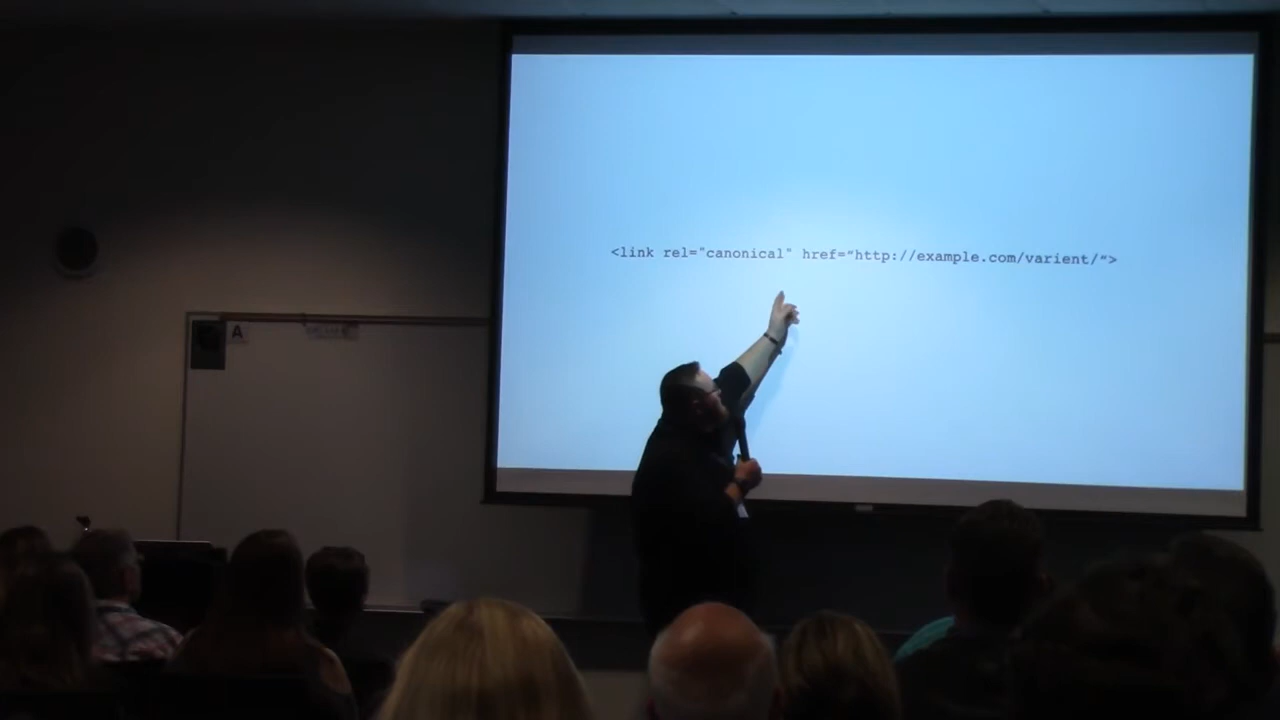 <link rel="canonical" href=“http://example.com/varient/“>
A